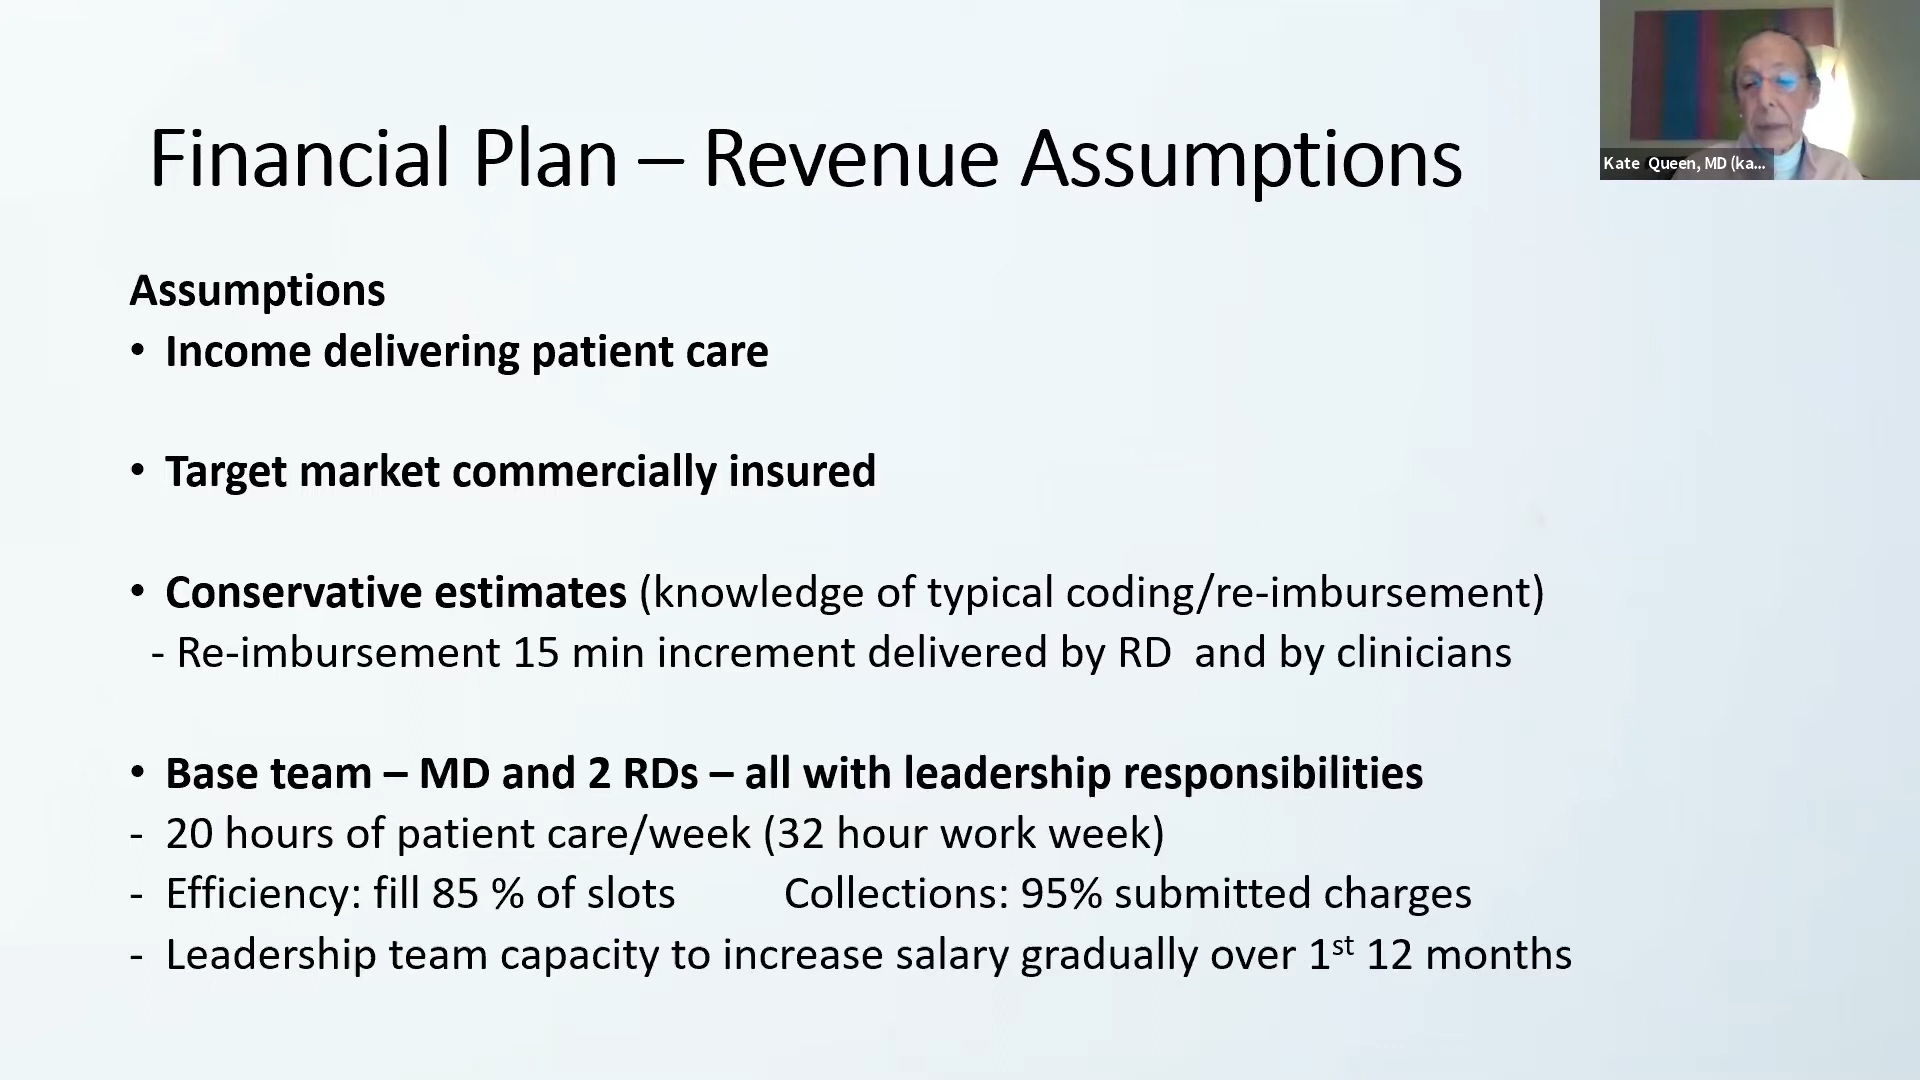 Financial Plan – Revenue Assumptions
Kate Queen, MD (ka...
Assumptions
• Income delivering patient care
• Target market commercially insured
• Conservative estimates (knowledge of typical coding/re-imbursement)
- Re-imbursement 15 min increment delivered by RD and by clinicians
• Base team – MD and 2 RDs – all with leadership responsibilities
- 20 hours of patient care/week (32 hour work week)
- Efficiency: fill 85 % of slots Collections: 95% submitted charges
- Leadership team capacity to increase salary gradually over 1st 12 months